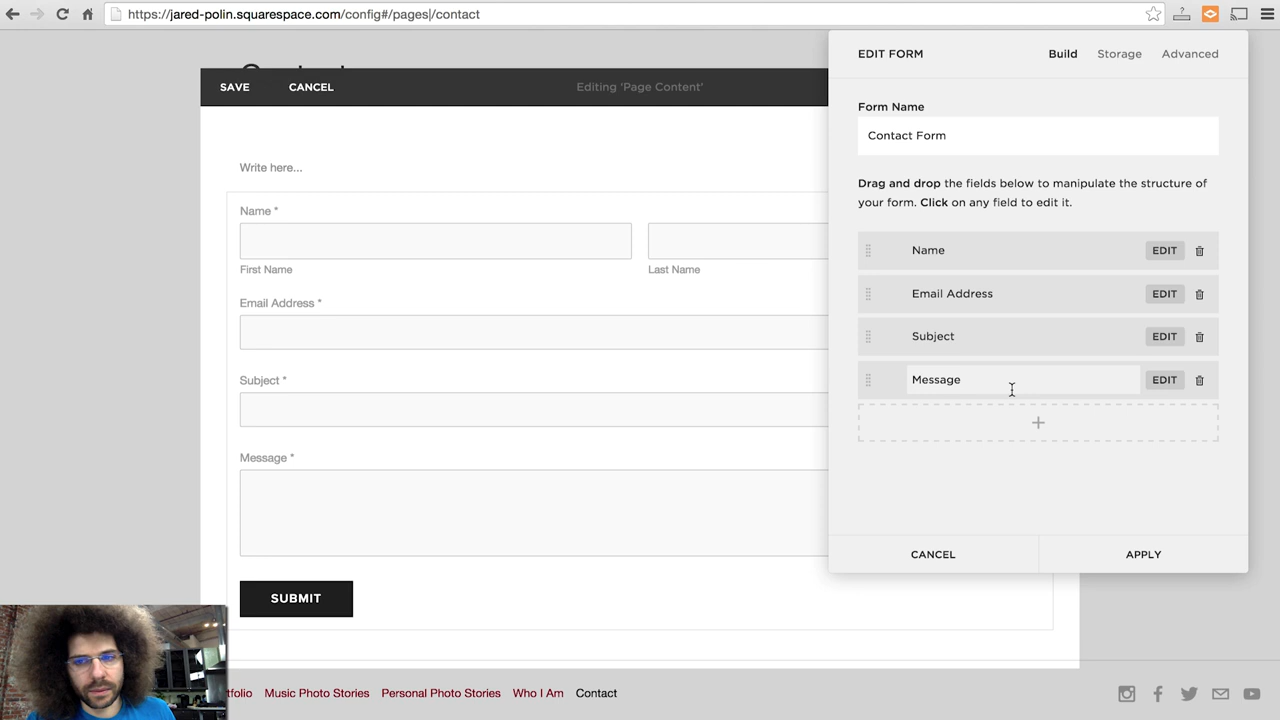 https://jared-polin.squarespace.com/config#/pages|/contact
SAVE
CANCEL
Editing 'Page Content'
Write here...
Name *
First Name
Last Name
Email Address *
Subject *
Message *
SUBMIT
EDIT FORM
Build
Storage
Advanced
Form Name
Contact Form
Drag and drop the fields below to manipulate the structure of
your form. Click on any field to edit it.
Name
EDIT
Email Address
EDIT
Subject
EDIT
Message
EDIT
+
CANCEL
APPLY
Music Photo Stories
Personal Photo Stories
Who I Am
Contact